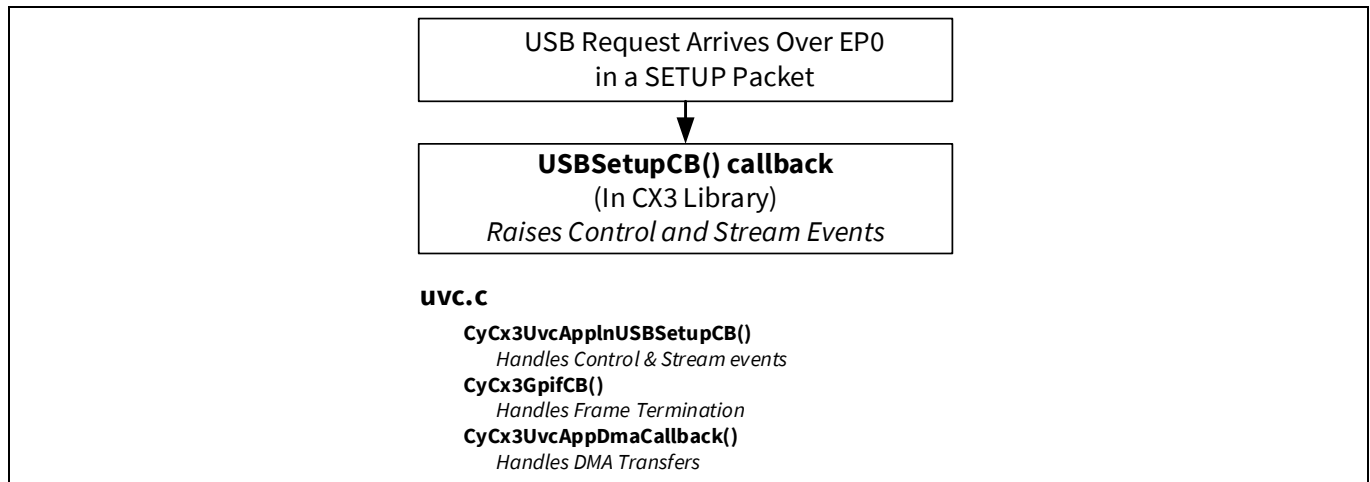 USB Request Arrives Over EP0
in a SETUP Packet
USBSetupCB() callback
(In CX3 Library)
Raises Control and Stream Events
uvc.c
CyCx3UvcApplnUSBSetupCB()
Handles Control & Stream events
CyCx3GpifCB()
Handles Frame Termination
CyCx3UvcAppDmaCallback()
Handles DMA Transfers